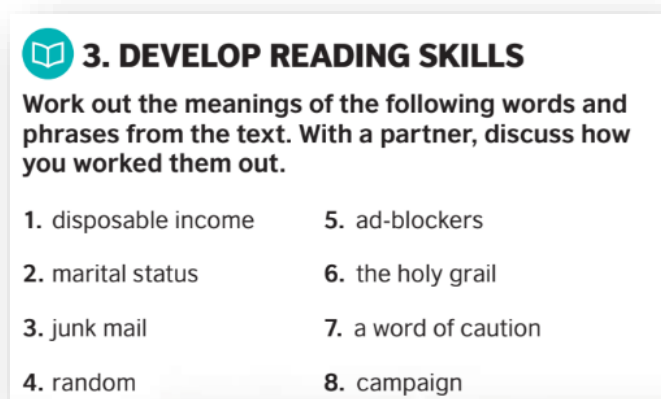 3. DEVELOP READING SKILLS
Work out the meanings of the following words and
phrases from the text. With a partner, discuss how
you worked them out.
1. disposable income
2. marital status
3. junk mail
4. random
5. ad-blockers
6. the holy grail
7. a word of caution
8. campaign